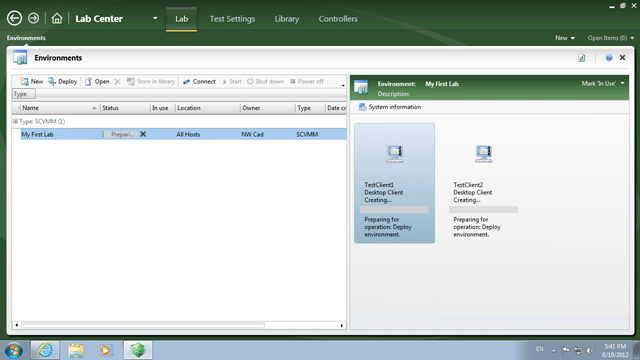 Lab Center
Lab
Test Settings
Library
Controllers
Environments
New
Open Items (0)
Environments
New
Deploy
Open
Store in library
Connect
Start
Shut down
Power off
Type
Name
Status
In use
Location
Owner
Type
Date cr
Type: SCVMM (1)
My First Lab
Prepari...
All Hosts
NW Cad
SCVMM
Environment:
My First Lab
Mark 'In Use'
Description:
System information
TestClient1
Desktop Client
Creating...
Preparing for
operation: Deploy
environment.
TestClient2
Desktop Client
Creating...
Preparing for
operation: Deploy
environment.
EN
5:41 PM
6/19/2012